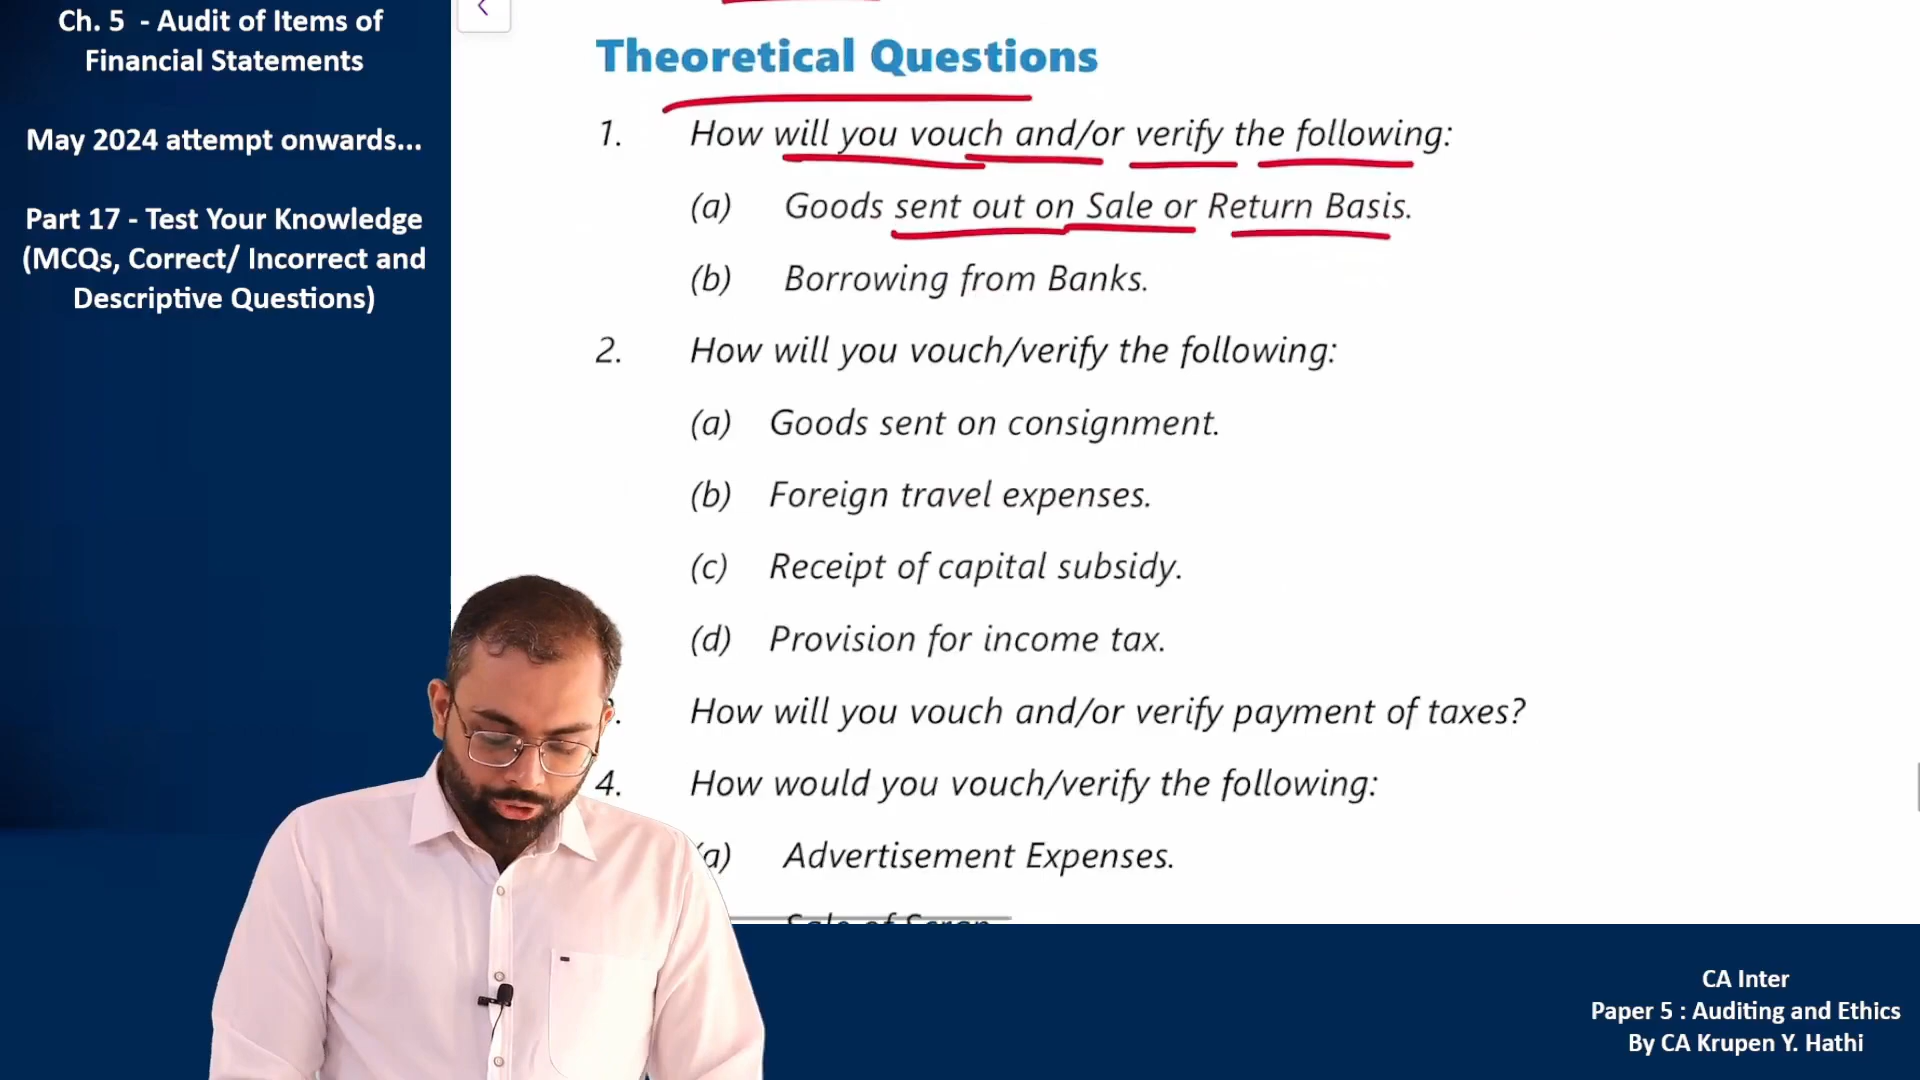 Ch. 5 - Audit of Items of
Financial Statements
May 2024 attempt onwards...
Part 17 - Test Your Knowledge
(MCQs, Correct/ Incorrect and
Descriptive Questions)
Theoretical Questions
1. How will you vouch and/or verify the following:
(a) Goods sent out on Sale or Return Basis.
(b) Borrowing from Banks.
2. How will you vouch/verify the following:
(a) Goods sent on consignment.
(b) Foreign travel expenses.
(c) Receipt of capital subsidy.
(d) Provision for income tax.
How will you vouch and/or verify payment of taxes?
4. How would you vouch/verify the following:
(a) Advertisement Expenses.
Sale of Scrap
CA Inter
Paper 5 : Auditing and Ethics
By CA Krupen Y. Hathi